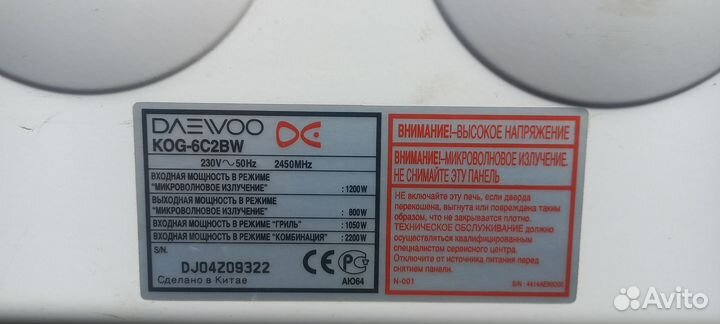 DAEWOO
KOG-6C2BW
230V~50Hz 2450MHz
ВХОДНАЯ МОЩНОСТЬ В РЕЖИМЕ
"МИКРОВОЛНОВОЕ ИЗЛУЧЕНИЕ" : 1200W
ВЫХОДНАЯ МОЩНОСТЬ В РЕЖИМЕ
"МИКРОВОЛНОВОЕ ИЗЛУЧЕНИЕ" : 800W
ВХОДНАЯ МОЩНОСТЬ В РЕЖИМЕ "ГРИЛЬ" : 1050W
ВХОДНАЯ МОЩНОСТЬ В РЕЖИМЕ "КОМБИНАЦИЯ" : 2200W
S/N.
DJ04Z09322
Сделано в Китае
CE
АЮ64
ВНИМАНИЕ!–ВЫСОКОЕ НАПРЯЖЕНИЕ
ВНИМАНИЕ!–МИКРОВОЛНОВОЕ ИЗЛУЧЕНИЕ.
НЕ СНИМАЙТЕ ЭТУ ПАНЕЛЬ
НЕ включайте эту печь, если дверца
перекошена, выгнута или повреждена таким
образом, что не закрывается плотно.
ТЕХНИЧЕСКОЕ ОБСЛУЖИВАНИЕ должно
осуществляться квалифицированным
специалистом сервисного центра.
Отключите от источника питания перед
снятием панели.
N-001
S/N :
Avito